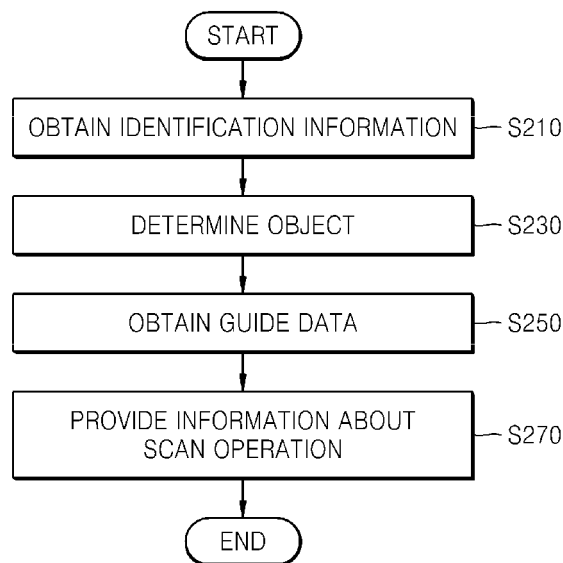 START
OBTAIN IDENTIFICATION INFORMATION
S210
DETERMINE OBJECT
S230
OBTAIN GUIDE DATA
S250
PROVIDE INFORMATION ABOUT
SCAN OPERATION
S270
END